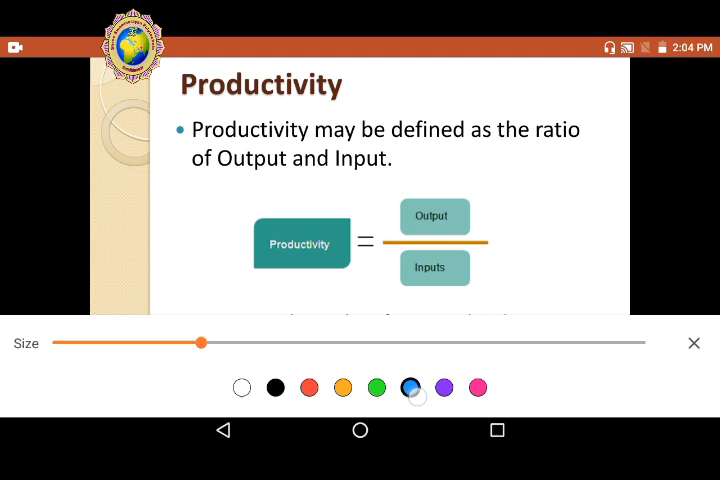 2:04 PM
Productivity
• Productivity may be defined as the ratio
of Output and Input.
Output
Productivity =
Inputs
Size